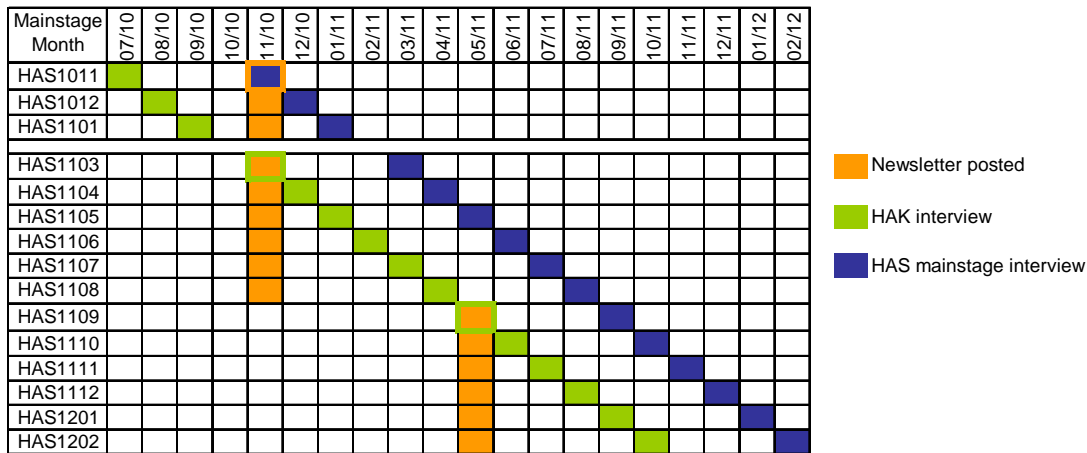 Mainstage
Month
07/10 08/10 09/10 10/10 11/10 12/10 01/11 02/11 03/11 04/11 05/11 06/11 07/11 08/11 09/11 10/11 11/11 12/11 01/12 02/12
HAS1011
HAS1012
HAS1101
HAS1103
HAS1104
HAS1105
HAS1106
HAS1107
HAS1108
HAS1109
HAS1110
HAS1111
HAS1112
HAS1201
HAS1202
Newsletter posted
HAK interview
HAS mainstage interview